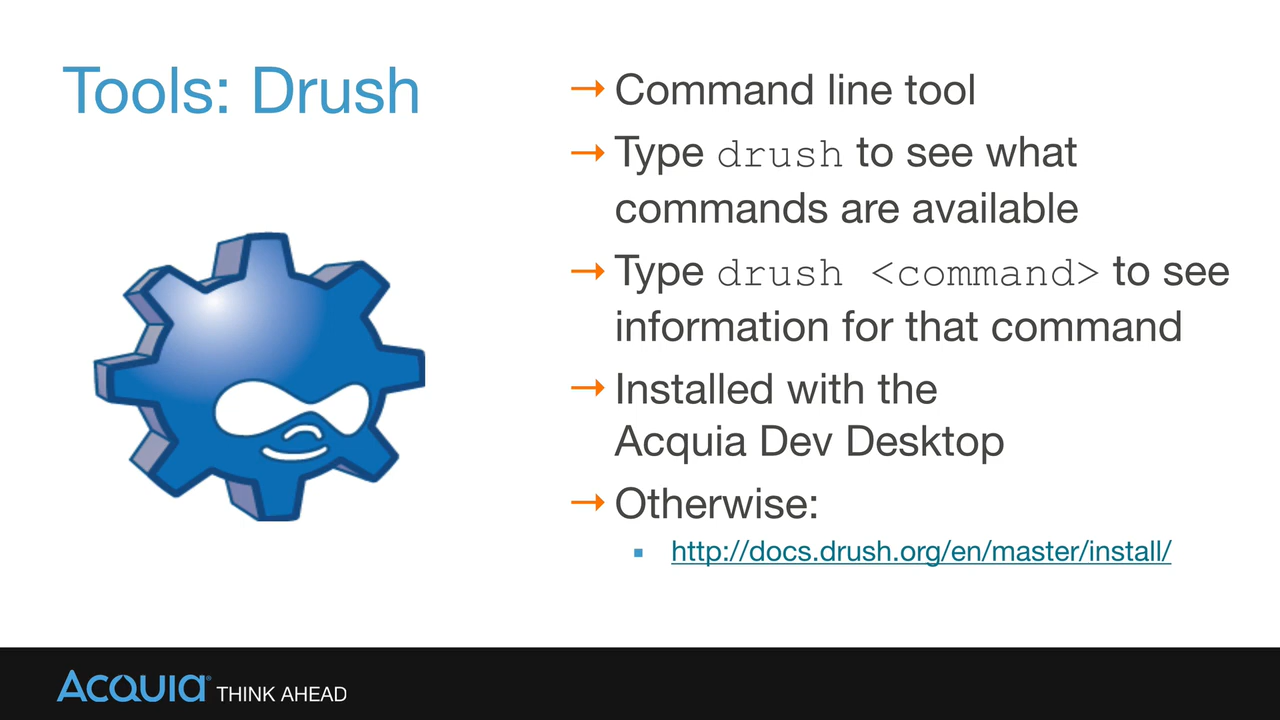 Tools: Drush
→ Command line tool
→ Type drush to see what
commands are available
→ Type drush <command> to see
information for that command
→ Installed with the
Acquia Dev Desktop
→ Otherwise:
▪ http://docs.drush.org/en/master/install/
ACQUIA® THINK AHEAD